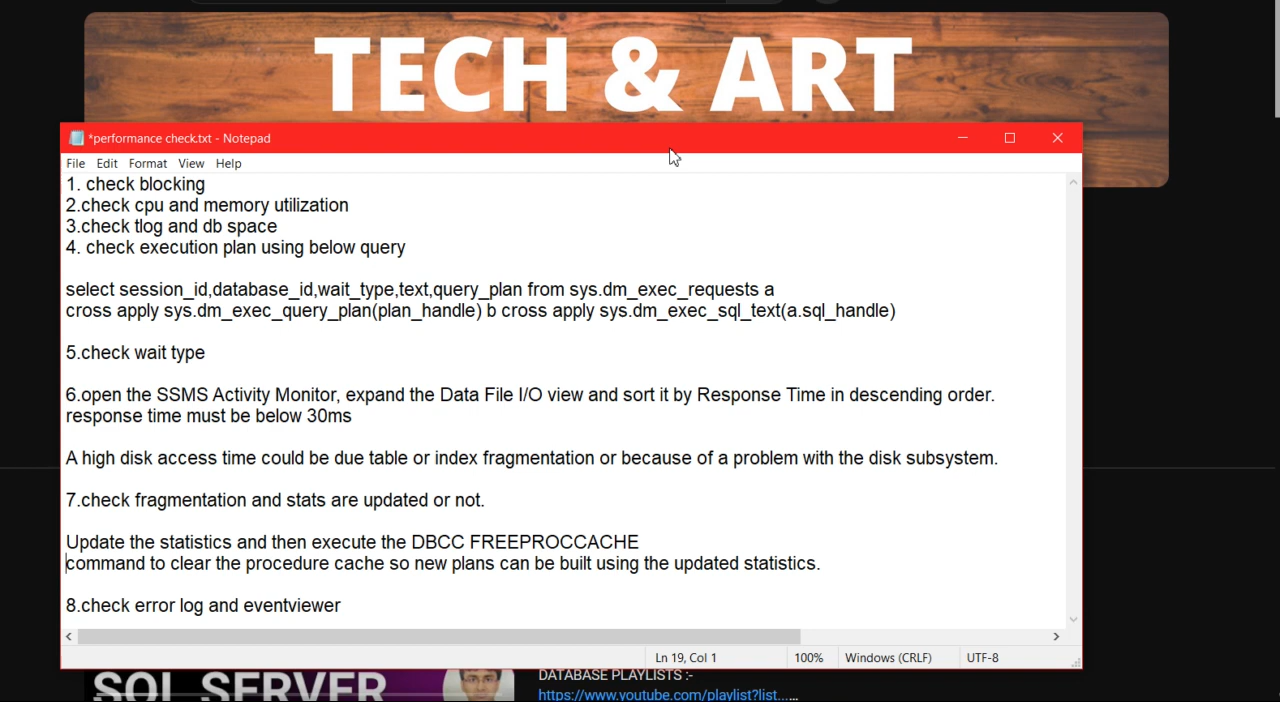 TECH & ART
*performance check.txt - Notepad
File Edit Format View Help
1. check blocking
2.check cpu and memory utilization
3.check tlog and db space
4. check execution plan using below query
select session_id,database_id,wait_type,text,query_plan from sys.dm_exec_requests a
cross apply sys.dm_exec_query_plan(plan_handle) b cross apply sys.dm_exec_sql_text(a.sql_handle)
5.check wait type
6.open the SSMS Activity Monitor, expand the Data File I/O view and sort it by Response Time in descending order.
response time must be below 30ms
A high disk access time could be due table or index fragmentation or because of a problem with the disk subsystem.
7.check fragmentation and stats are updated or not.
Update the statistics and then execute the DBCC FREEPROCCACHE
command to clear the procedure cache so new plans can be built using the updated statistics.
8.check error log and eventviewer
Ln 19, Col 1 100% Windows (CRLF) UTF-8
SQL SERVER
DATABASE PLAYLISTS :-
https://www.youtube.com/playlist?list......